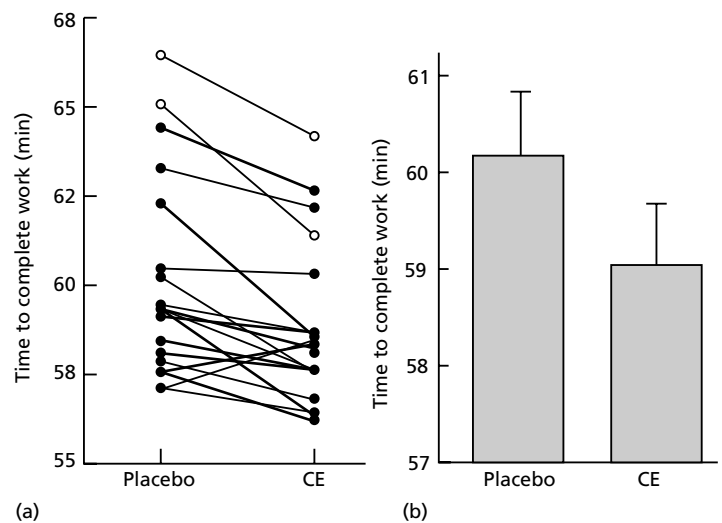 68
65
62
60
58
55
Time to complete work (min)
Placebo
CE
(a)
61
60
59
58
57
Time to complete work (min)
Placebo
CE
(b)